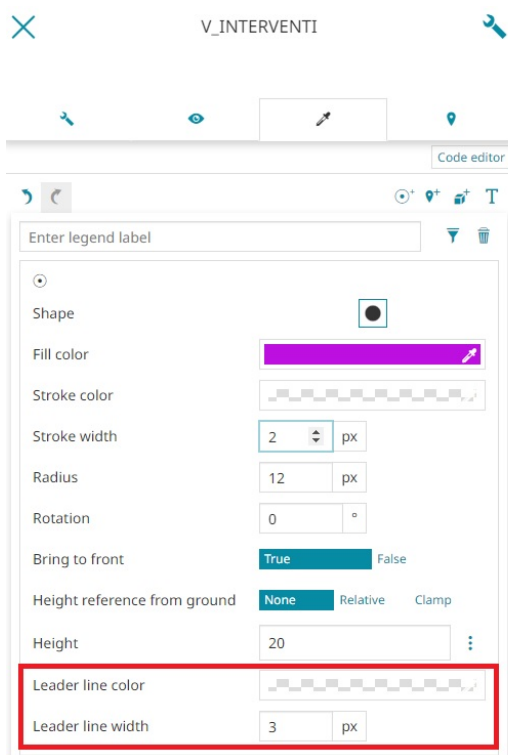 V_INTERVENTI
Code editor
T
Enter legend label
Shape
Fill color
Stroke color
Stroke width 2 px
Radius 12 px
Rotation 0 °
Bring to front True False
Height reference from ground None Relative Clamp
Height 20
Leader line color
Leader line width 3 px